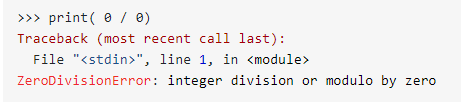 >>> print( 0 / 0)
Traceback (most recent call last):
  File "<stdin>", line 1, in <module>
ZeroDivisionError: integer division or modulo by zero